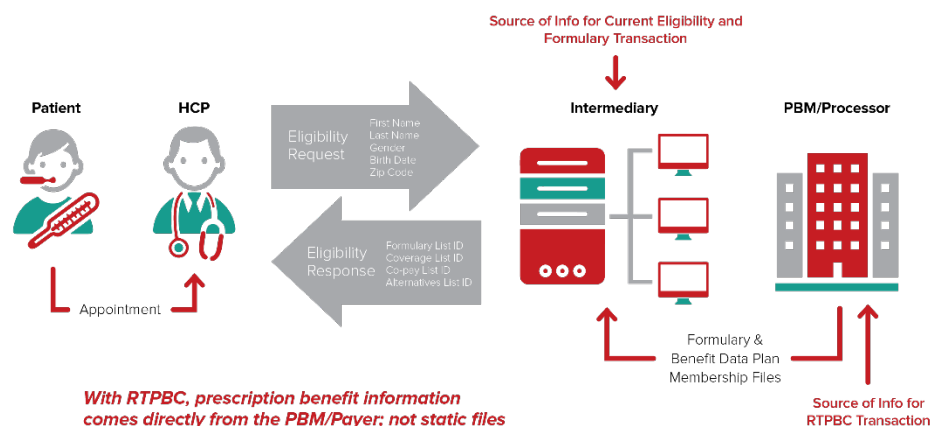 Source of Info for Current Eligibility and
Formulary Transaction
Patient
HCP
Intermediary
PBM/Processor
Eligibility
Request
First Name
Last Name
Gender
Birth Date
Zip Code
Eligibility
Response
Formulary List ID
Coverage List ID
Co-pay List ID
Alternatives List ID
Appointment
Formulary &
Benefit Data Plan
Membership Files
With RTPBC, prescription benefit information
comes directly from the PBM/Payer; not static files
Source of Info for
RTPBC Transaction